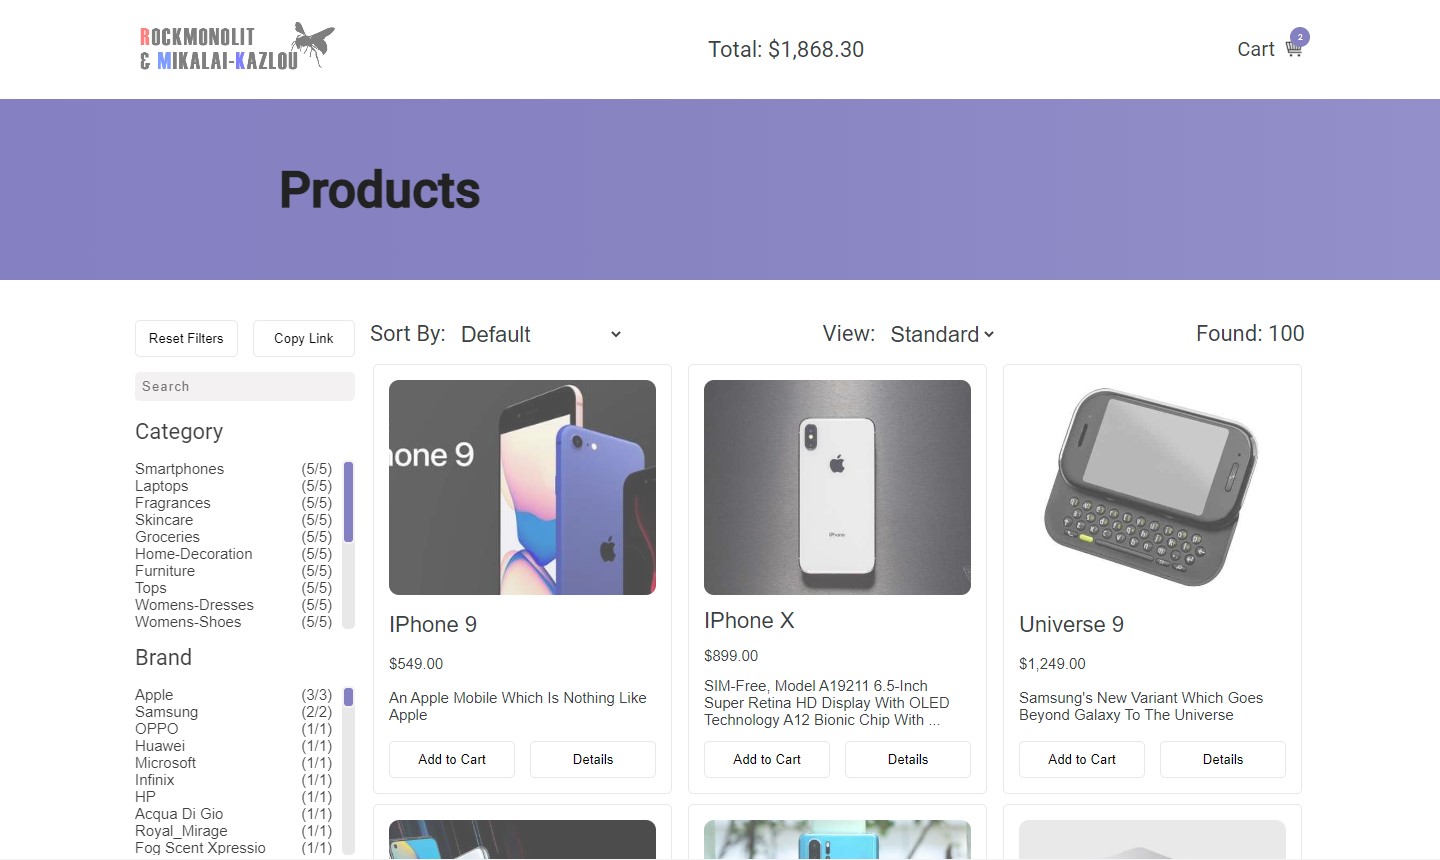 ROCKMONOLIT
& MIKALAI-KAZLOU
Total: $1,868.30
Cart
2
Products
Reset Filters
Copy Link
Sort By:
Default
View:
Standard
Found: 100
Search
Category
Smartphones (5/5)
Laptops (5/5)
Fragrances (5/5)
Skincare (5/5)
Groceries (5/5)
Home-Decoration (5/5)
Furniture (5/5)
Tops (5/5)
Womens-Dresses (5/5)
Womens-Shoes (5/5)
Brand
Apple (3/3)
Samsung (2/2)
OPPO (1/1)
Huawei (1/1)
Microsoft (1/1)
Infinix (1/1)
HP (1/1)
Acqua Di Gio (1/1)
Royal_Mirage (1/1)
Fog Scent Xpressio (1/1)
hone 9
IPhone 9
$549.00
An Apple Mobile Which Is Nothing Like
Apple
Add to Cart
Details
iPhone
IPhone X
$899.00
SIM-Free, Model A19211 6.5-Inch
Super Retina HD Display With OLED
Technology A12 Bionic Chip With ...
Add to Cart
Details
Universe 9
$1,249.00
Samsung's New Variant Which Goes
Beyond Galaxy To The Universe
Add to Cart
Details